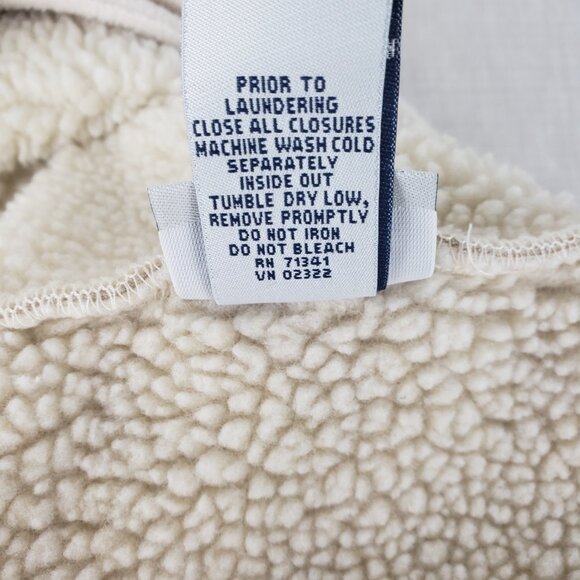 PRIOR TO
LAUNDERING
CLOSE ALL CLOSURES
MACHINE WASH COLD
SEPARATELY
INSIDE OUT
TUMBLE DRY LOW,
REMOVE PROMPTLY
DO NOT IRON
DO NOT BLEACH
RN 71341
VN 02322